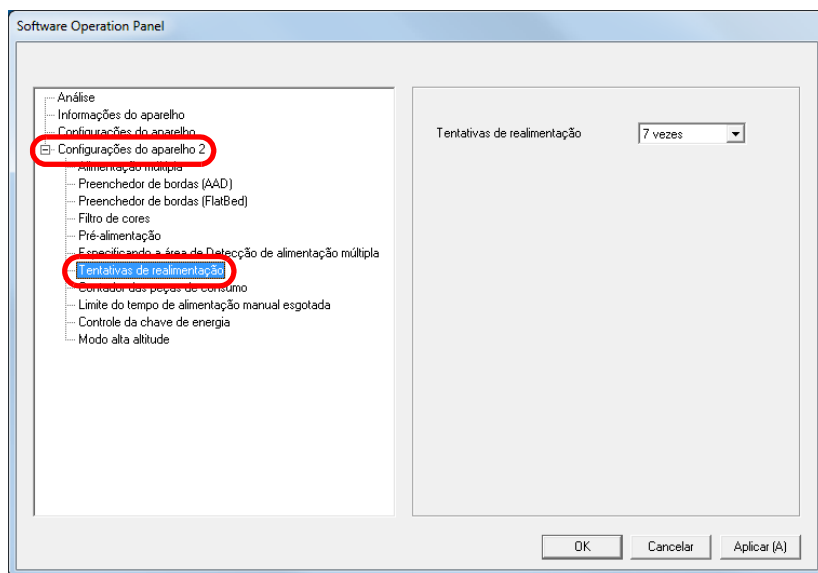 Software Operation Panel
Análise
Informações do aparelho
Configurações do aparelho
Configurações do aparelho 2
Alimentação múltipla
Preenchedor de bordas (AAD)
Preenchedor de bordas (FlatBed)
Filtro de cores
Pré-alimentação
Especificando a área de Detecção de alimentação múltipla
Tentativas de realimentação
Contador das peças de consumo
Limite do tempo de alimentação manual esgotada
Controle da chave de energia
Modo alta altitude
Tentativas de realimentação 7 vezes
OK Cancelar Aplicar (A)